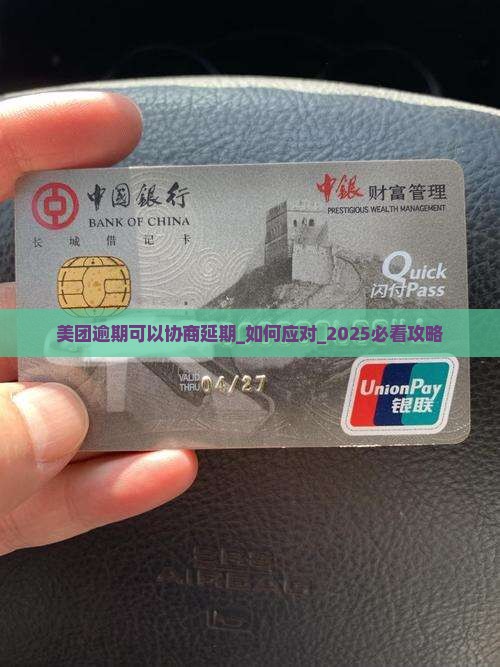 中國銀行
BANK OF CHINA
长城借记卡
中银 财富管理
PRESTIGIOUS WEALTH MANAGEMENT
Quick
闪付Pass
美团逾期可以协商延期_如何应对_2025必看攻略
VALID
THRU 04/27
UnionPay
银联
SRS
AIRBAG